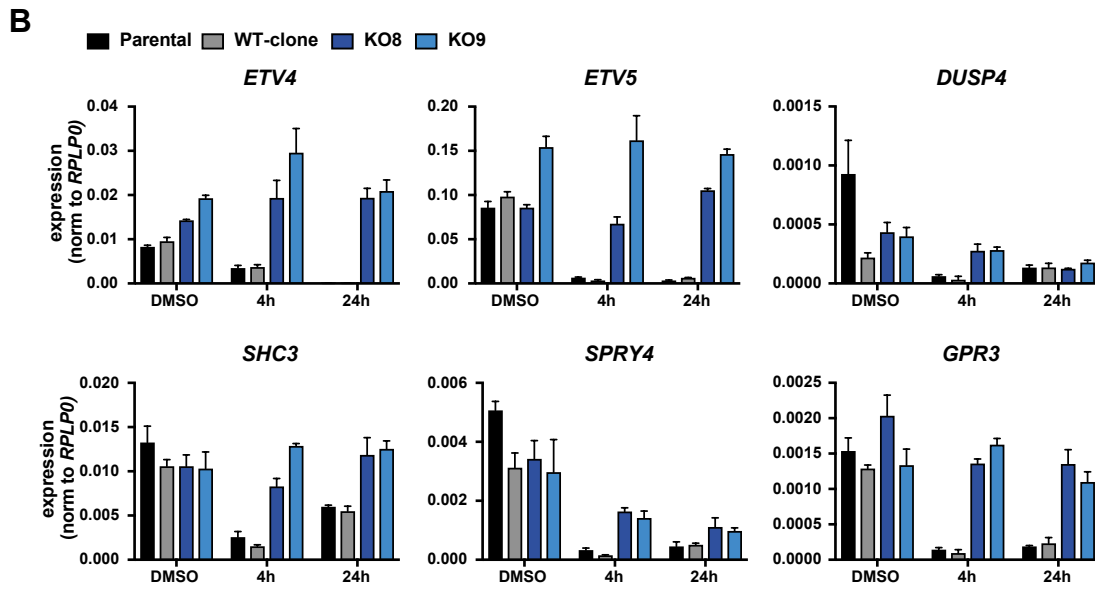 B
Parental WT-clone KO8 KO9
ETV4
expression
(norm to RPLP0)
0.04
0.03
0.02
0.01
0.00
DMSO 4h 24h
ETV5
0.20
0.15
0.10
0.05
0.00
DMSO 4h 24h
DUSP4
0.0015
0.0010
0.0005
0.0000
DMSO 4h 24h
SHC3
expression
(norm to RPLP0)
0.020
0.015
0.010
0.005
0.000
DMSO 4h 24h
SPRY4
0.006
0.004
0.002
0.000
DMSO 4h 24h
GPR3
0.0025
0.0020
0.0015
0.0010
0.0005
0.0000
DMSO 4h 24h